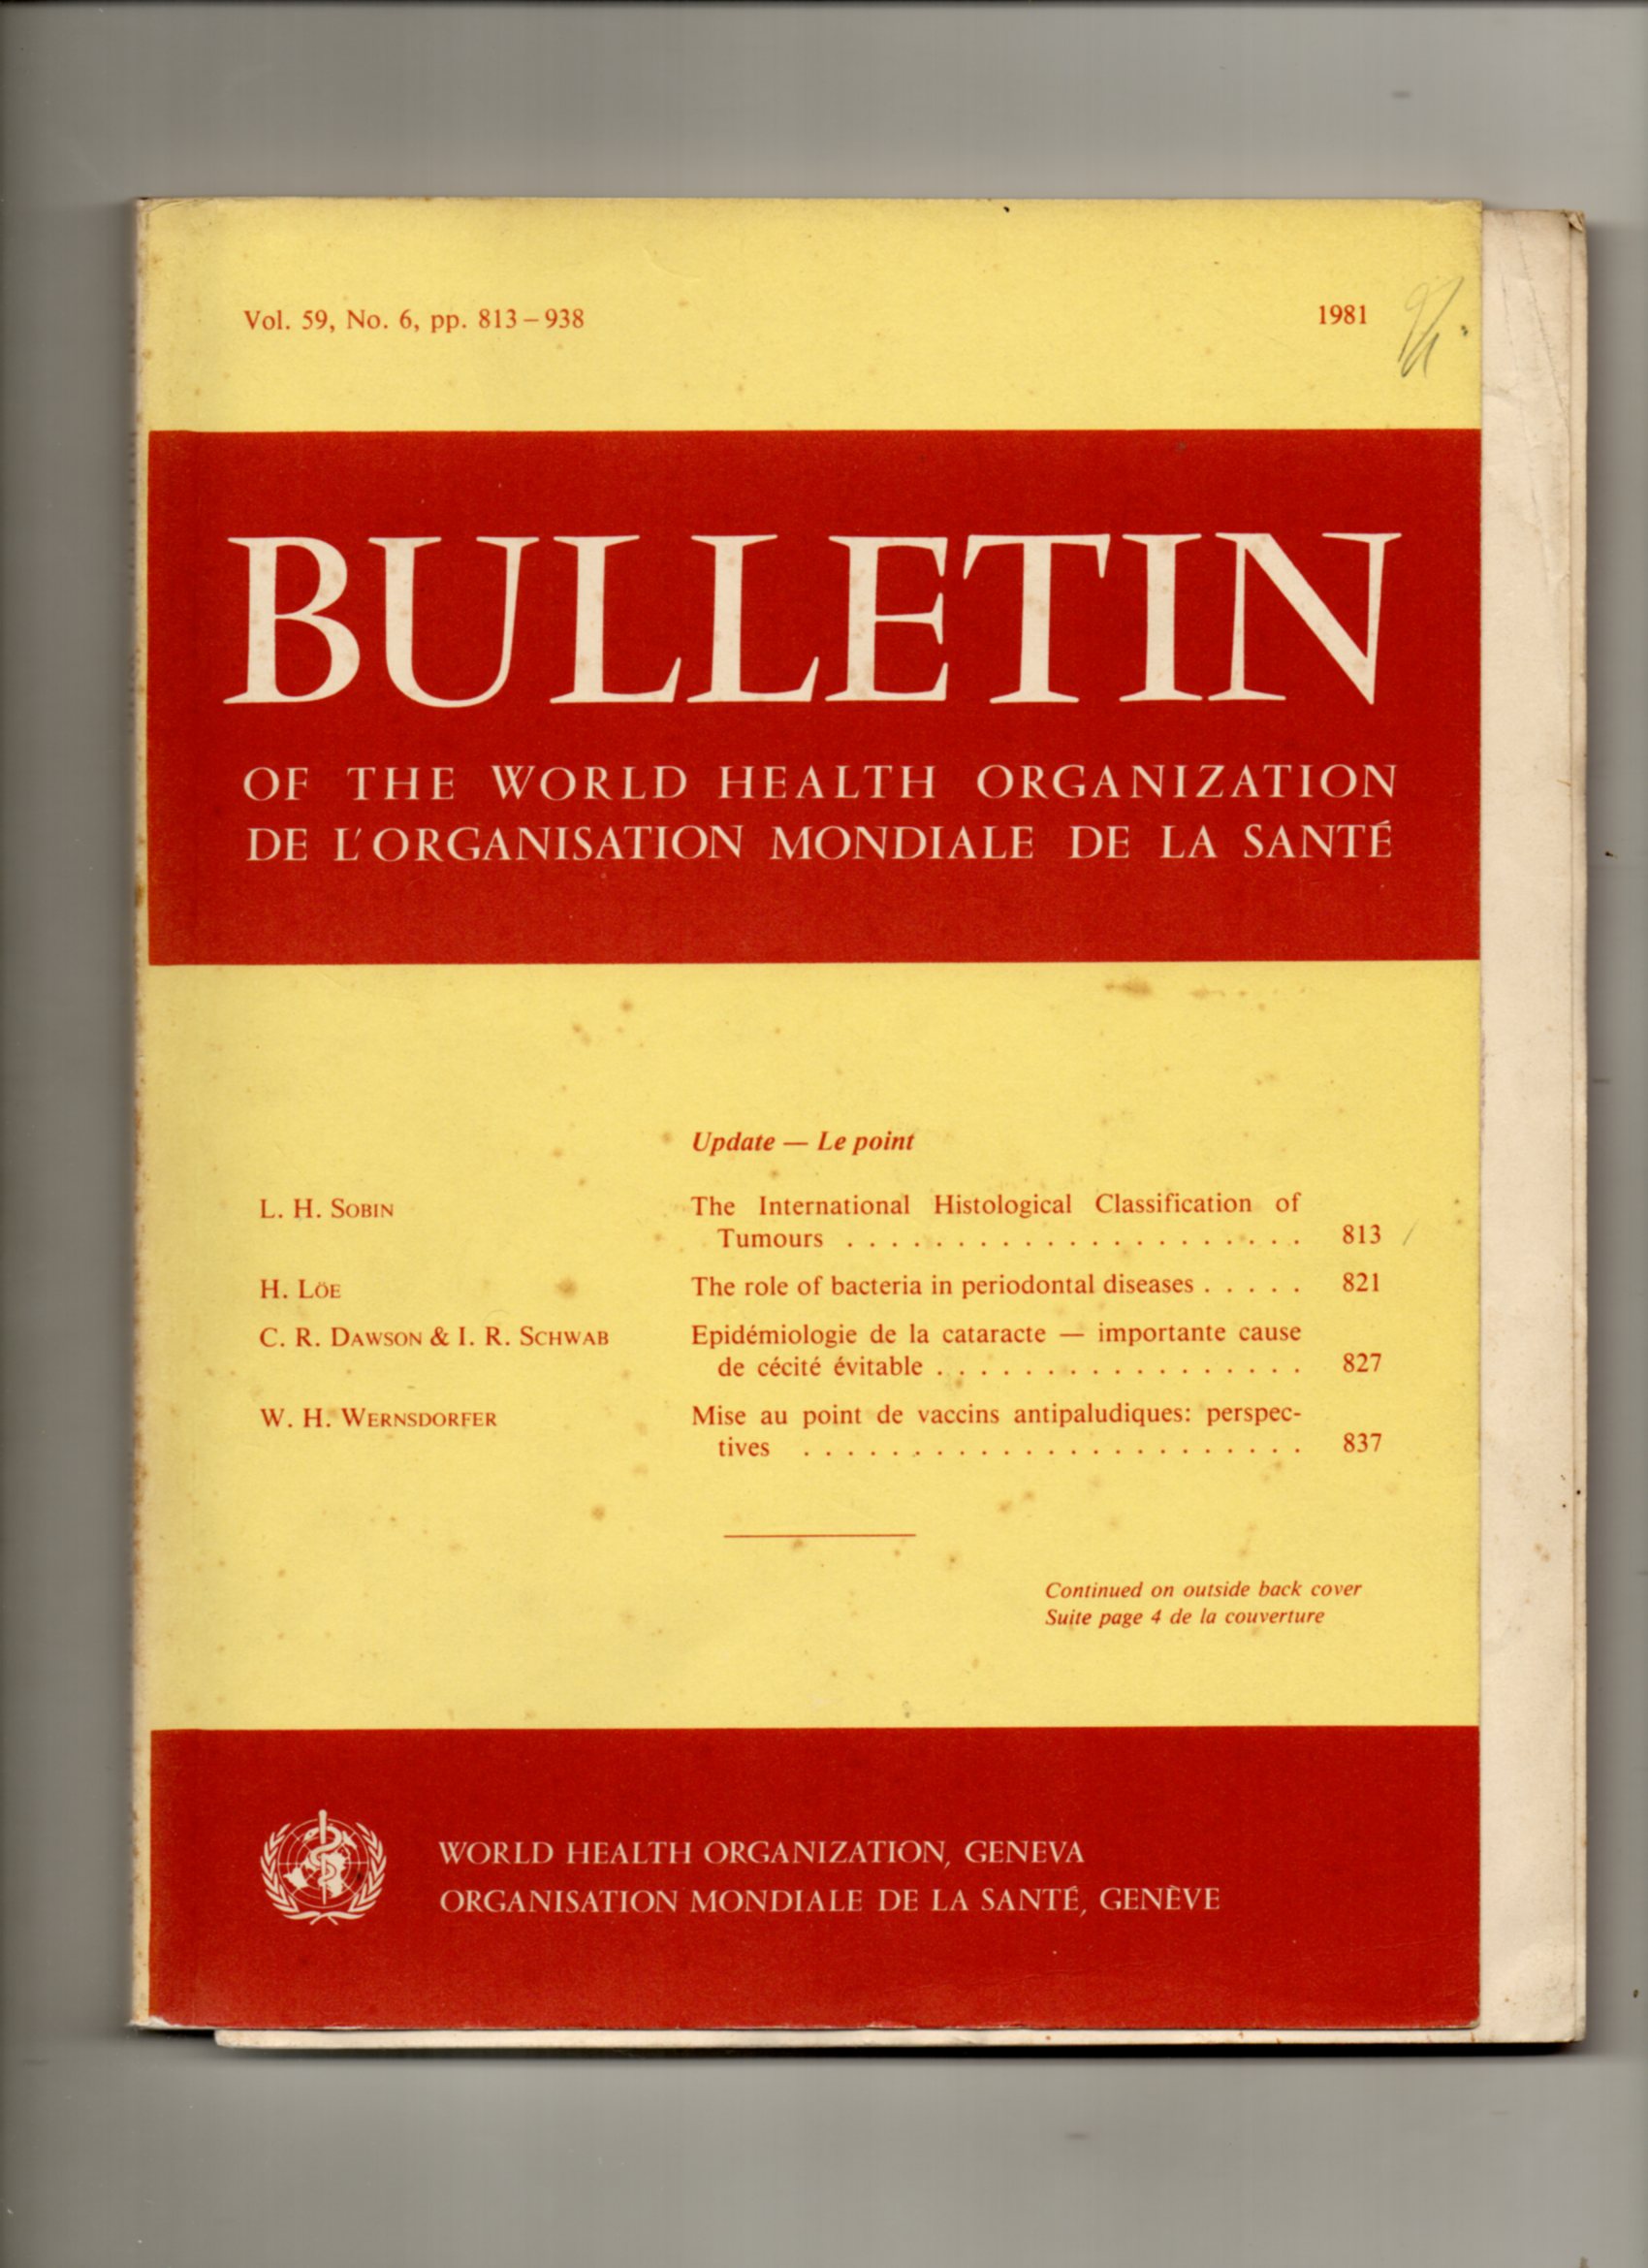 Vol. 59, No. 6, pp. 813–938
1981
BULLETIN
OF THE WORLD HEALTH ORGANIZATION
DE L'ORGANISATION MONDIALE DE LA SANTÉ
Update — Le point
L. H. SOBIN
The International Histological Classification of
Tumours . . . . . . . . . . . . . . . . . . . . . 813
H. LÖE
The role of bacteria in periodontal diseases . . . . . 821
C. R. DAWSON & I. R. SCHWAB
Epidémiologie de la cataracte — importante cause
de cécité évitable . . . . . . . . . . . . . . . . . 827
W. H. WERNSDORFER
Mise au point de vaccins antipaludiques: perspec-
tives . . . . . . . . . . . . . . . . . . . . . . . 837
Continued on outside back cover
Suite page 4 de la couverture
WORLD HEALTH ORGANIZATION, GENEVA
ORGANISATION MONDIALE DE LA SANTÉ, GENÈVE